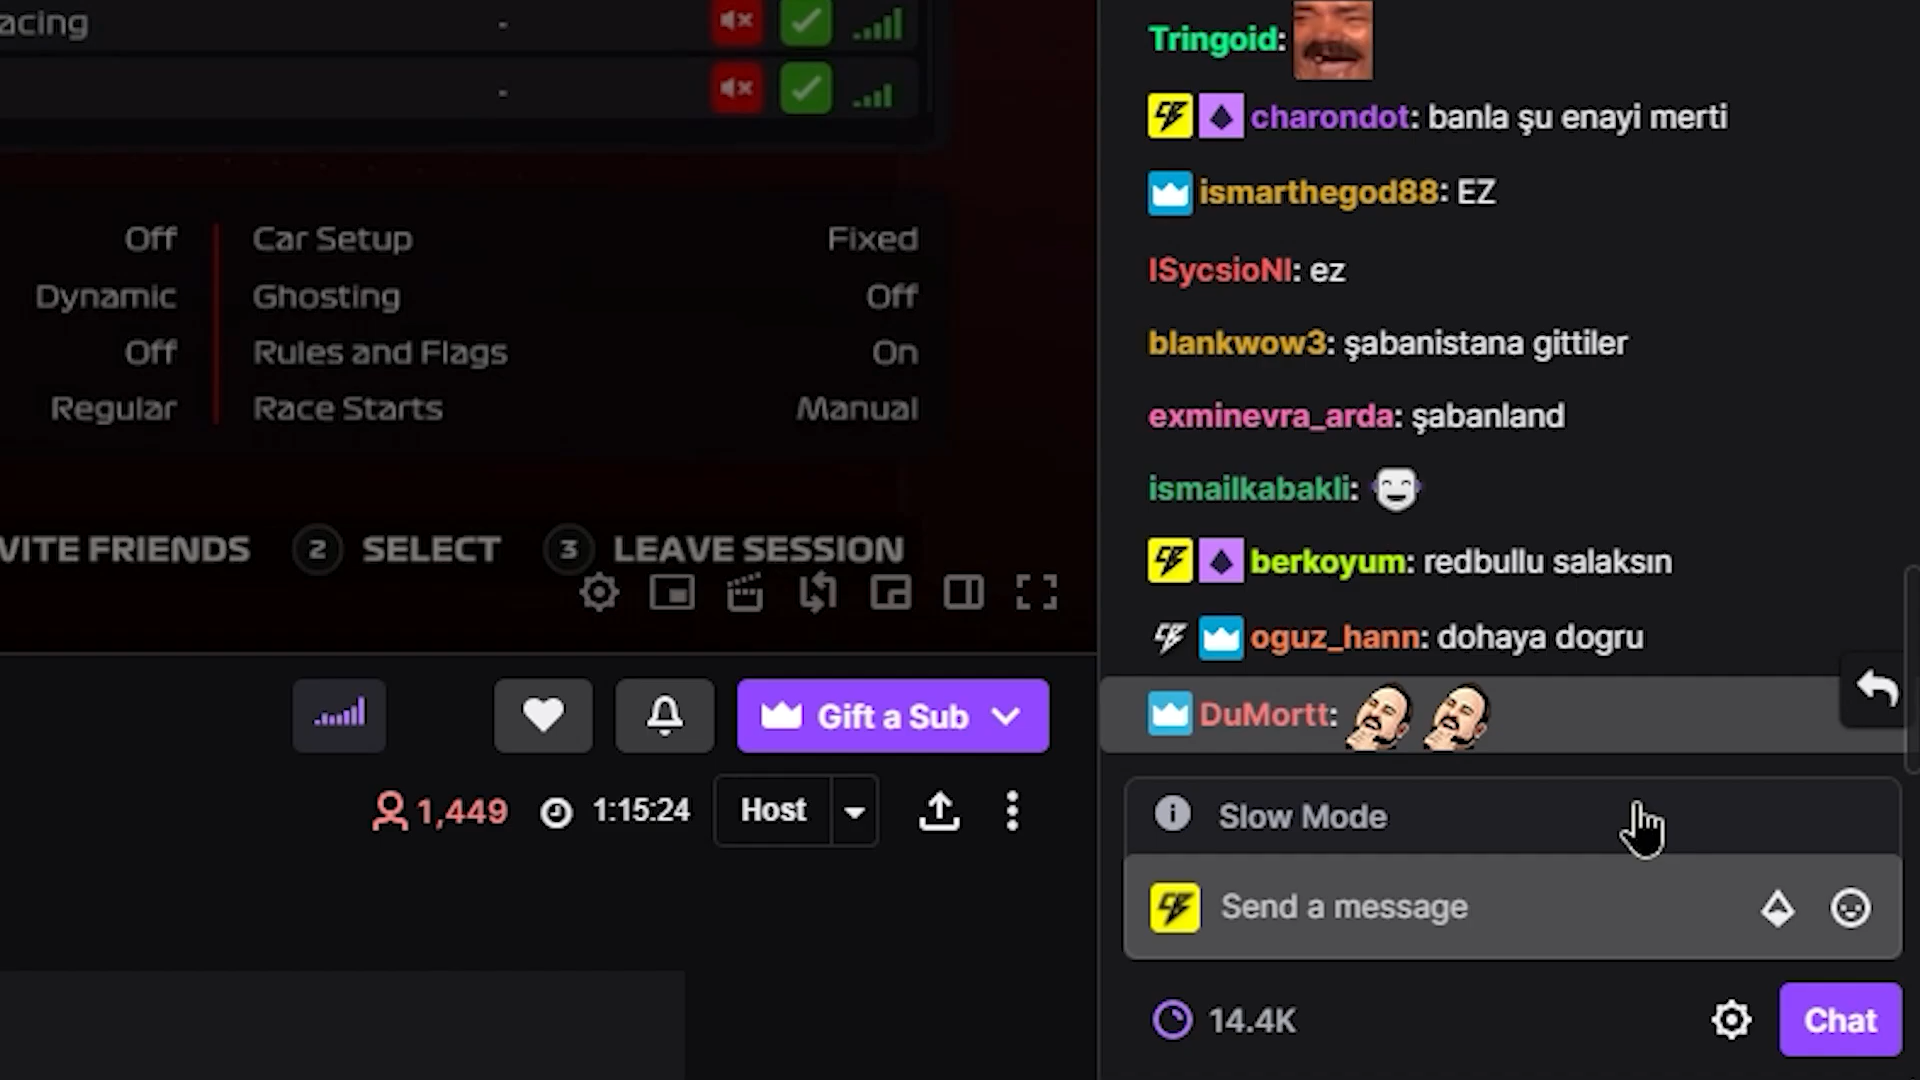 acing -
-
Off Car Setup Fixed
Dynamic Ghosting Off
Off Rules and Flags On
Regular Race Starts Manual
VITE FRIENDS 2 SELECT 3 LEAVE SESSION
Gift a Sub
1,449 1:15:24 Host
Tringoid:
charondot: banla şu enayi merti
ismarthegod88: EZ
ISycsioNI: ez
blankwow3: şabanistana gittiler
exminevra_arda: şabanland
ismailkabakli:
berkoyum: redbullu salaksın
oguz_hann: dohaya dogru
DuMortt:
Slow Mode
Send a message
14.4K Chat